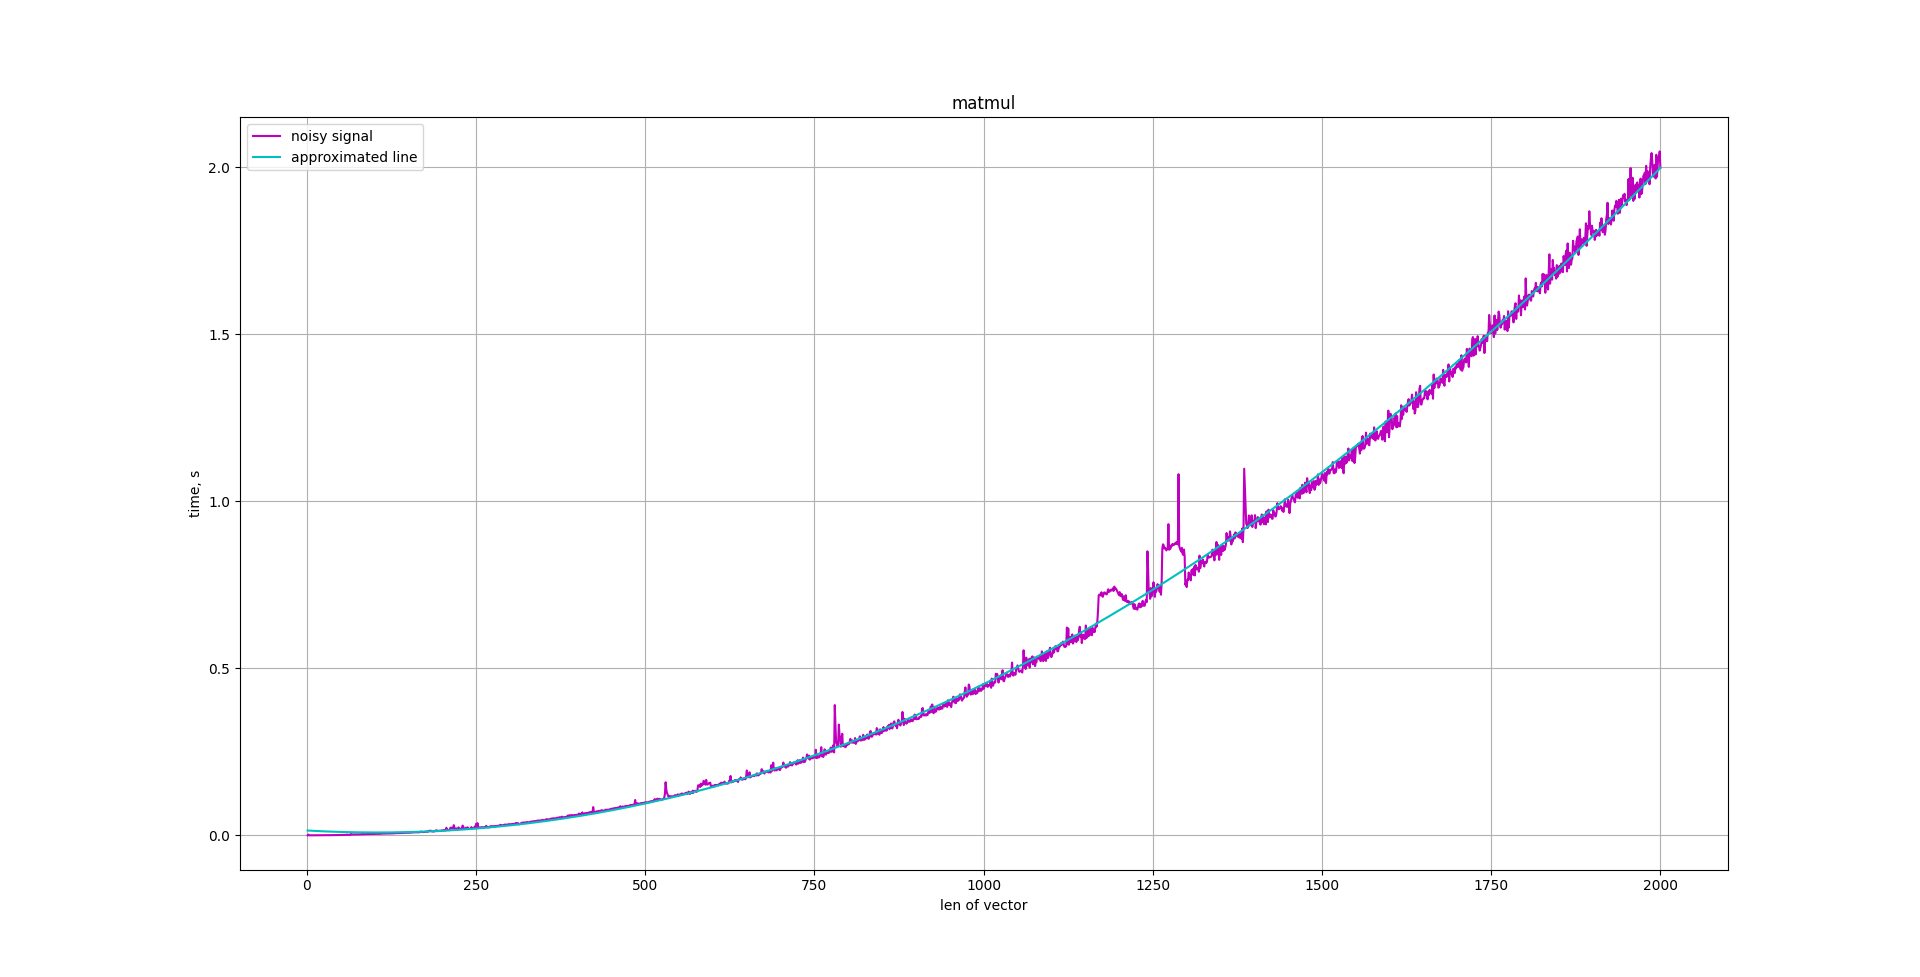 matmul
noisy signal
approximated line
2.0
1.5
1.0
0.5
0.0
time, s
0 250 500 750 1000 1250 1500 1750 2000
len of vector